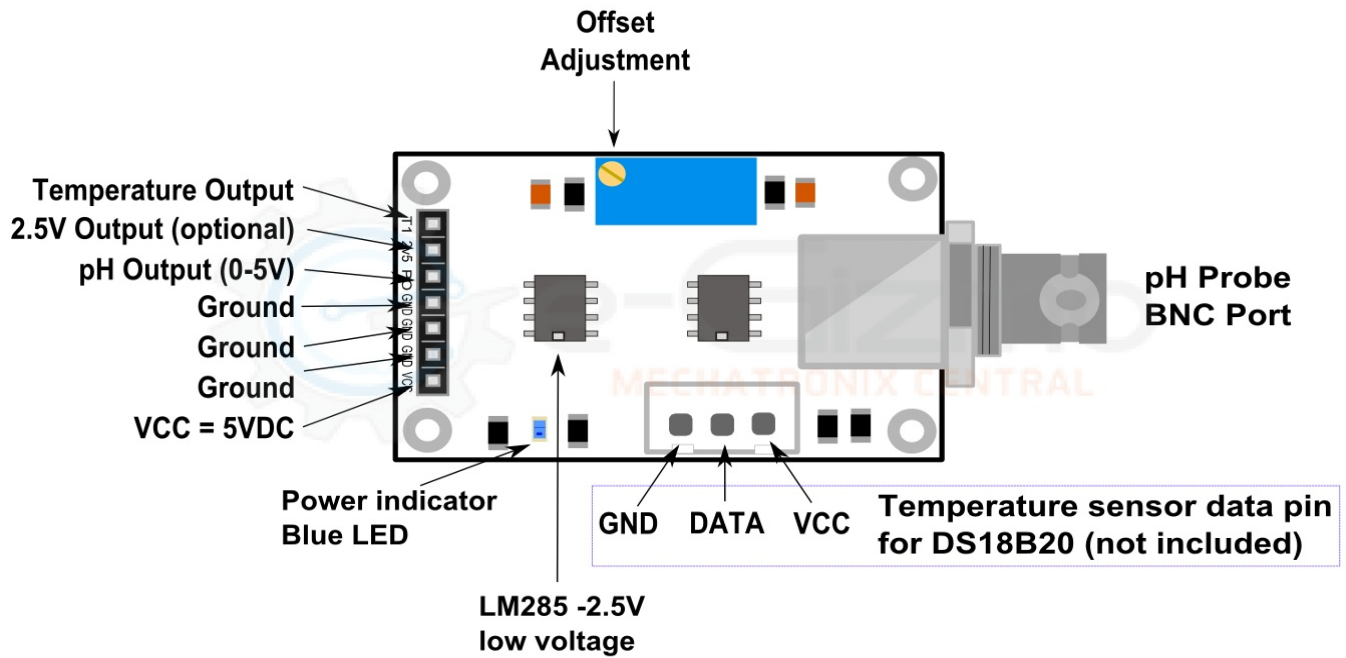 Offset
Adjustment
Temperature Output
2.5V Output (optional)
pH Output (0-5V)
Ground
Ground
Ground
VCC = 5VDC
T1
2v5
PO
GND
GND
GND
VCC
pH Probe
BNC Port
e-Gizmo
MECHATRONIX CENTRAL
Power indicator
Blue LED
GND DATA VCC
Temperature sensor data pin
for DS18B20 (not included)
LM285 -2.5V
low voltage